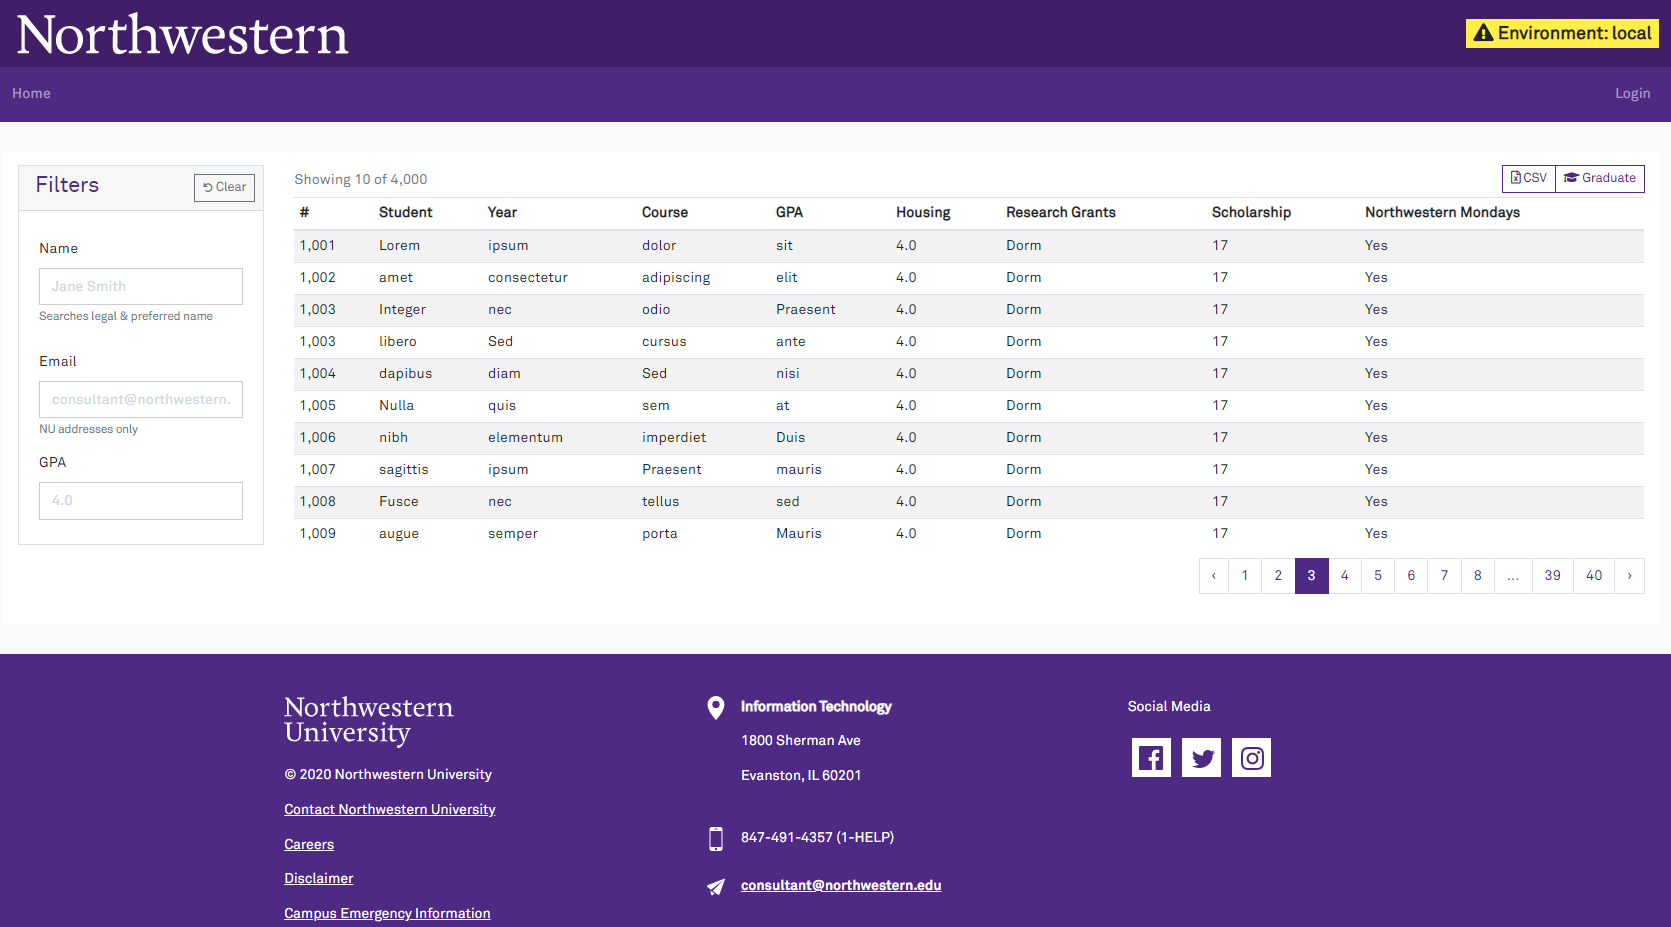 Northwestern
Environment: local
Home
Login
Filters
Clear
Name
Jane Smith
Searches legal & preferred name
Email
consultant@northwestern.
NU addresses only
GPA
4.0
Showing 10 of 4,000
CSV
Graduate
# Student Year Course GPA Housing Research Grants Scholarship Northwestern Mondays
1,001 Lorem ipsum dolor sit 4.0 Dorm 17 Yes
1,002 amet consectetur adipiscing elit 4.0 Dorm 17 Yes
1,003 Integer nec odio Praesent 4.0 Dorm 17 Yes
1,003 libero Sed cursus ante 4.0 Dorm 17 Yes
1,004 dapibus diam Sed nisi 4.0 Dorm 17 Yes
1,005 Nulla quis sem at 4.0 Dorm 17 Yes
1,006 nibh elementum imperdiet Duis 4.0 Dorm 17 Yes
1,007 sagittis ipsum Praesent mauris 4.0 Dorm 17 Yes
1,008 Fusce nec tellus sed 4.0 Dorm 17 Yes
1,009 augue semper porta Mauris 4.0 Dorm 17 Yes
‹ 1 2 3 4 5 6 7 8 ... 39 40 ›
Northwestern
University
© 2020 Northwestern University
Contact Northwestern University
Careers
Disclaimer
Campus Emergency Information
Information Technology
1800 Sherman Ave
Evanston, IL 60201
847-491-4357 (1-HELP)
consultant@northwestern.edu
Social Media